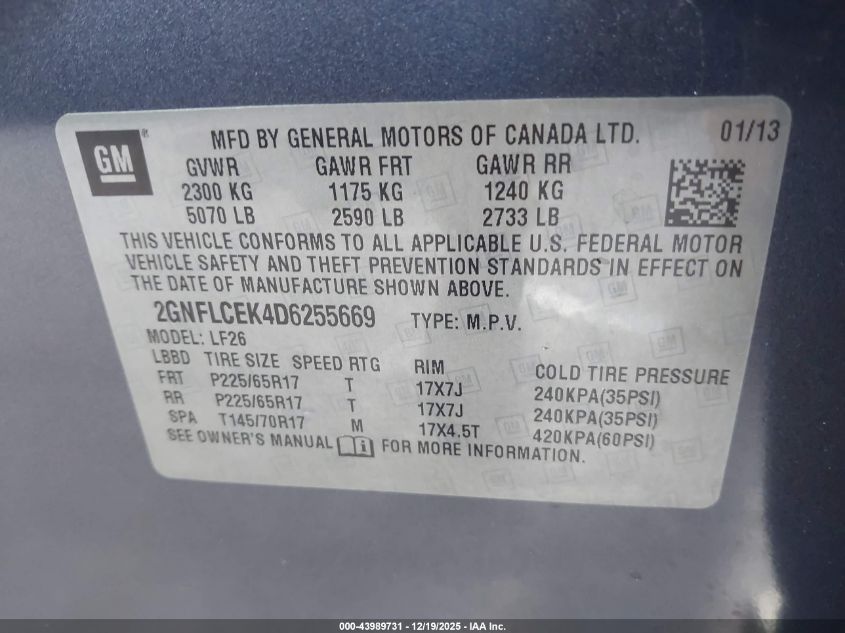 GM® MFD BY GENERAL MOTORS OF CANADA LTD. 01/13
GVWR GAWR FRT GAWR RR
2300 KG 1175 KG 1240 KG
5070 LB 2590 LB 2733 LB
THIS VEHICLE CONFORMS TO ALL APPLICABLE U.S. FEDERAL MOTOR
VEHICLE SAFETY AND THEFT PREVENTION STANDARDS IN EFFECT ON
THE DATE OF MANUFACTURE SHOWN ABOVE.
2GNFLCEK4D6255669 TYPE: M.P.V.
MODEL: LF26
LBBD TIRE SIZE SPEED RTG RIM COLD TIRE PRESSURE
FRT P225/65R17 T 17X7J 240KPA(35PSI)
RR P225/65R17 T 17X7J 240KPA(35PSI)
SPA T145/70R17 M 17X4.5T 420KPA(60PSI)
SEE OWNER'S MANUAL i FOR MORE INFORMATION.
000-43989731 - 12/19/2025 - IAA Inc.